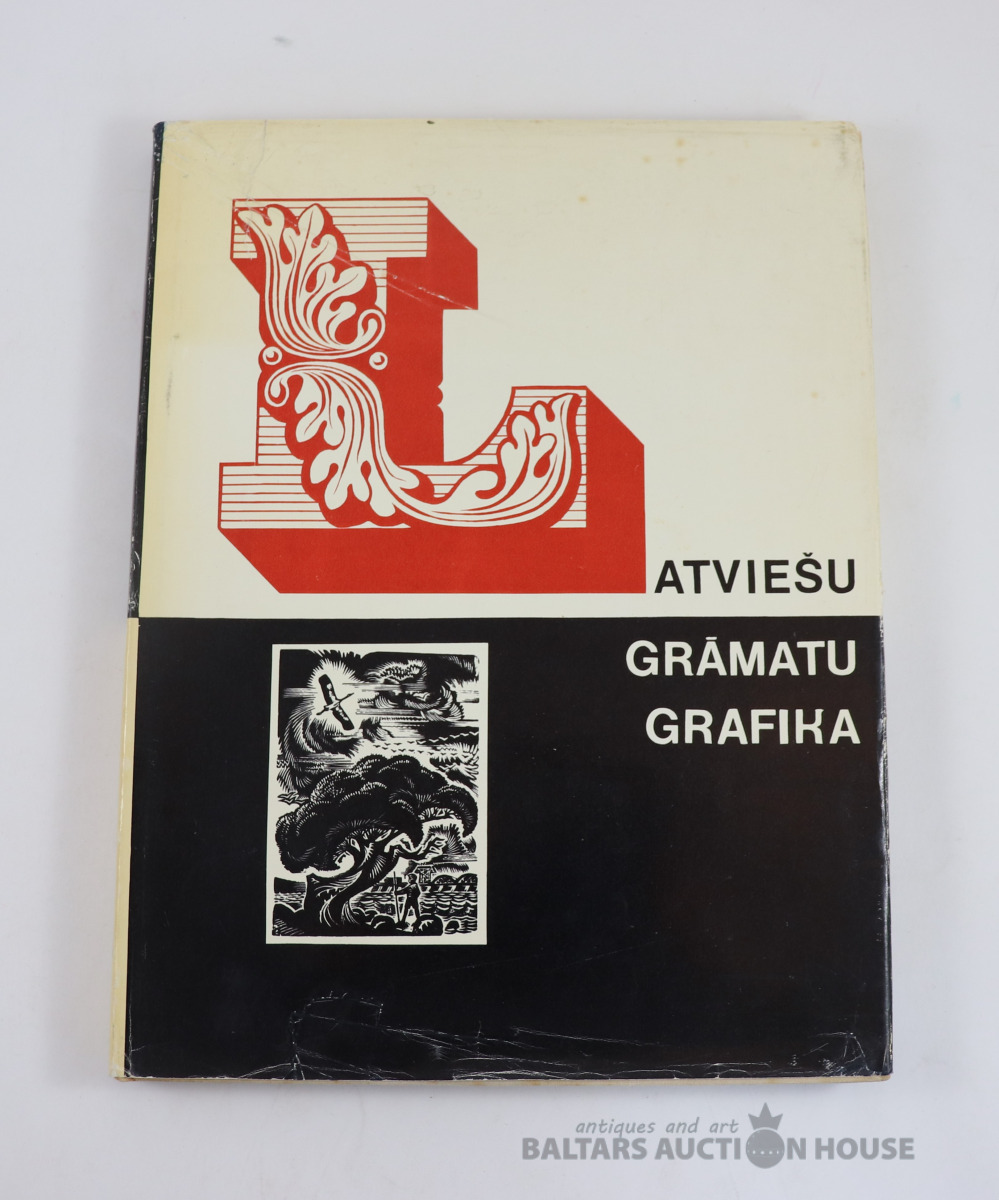 LATVIEŠU
GRĀMATU
GRAFIKA
antiques and art
BALTARS AUCTION HOUSE